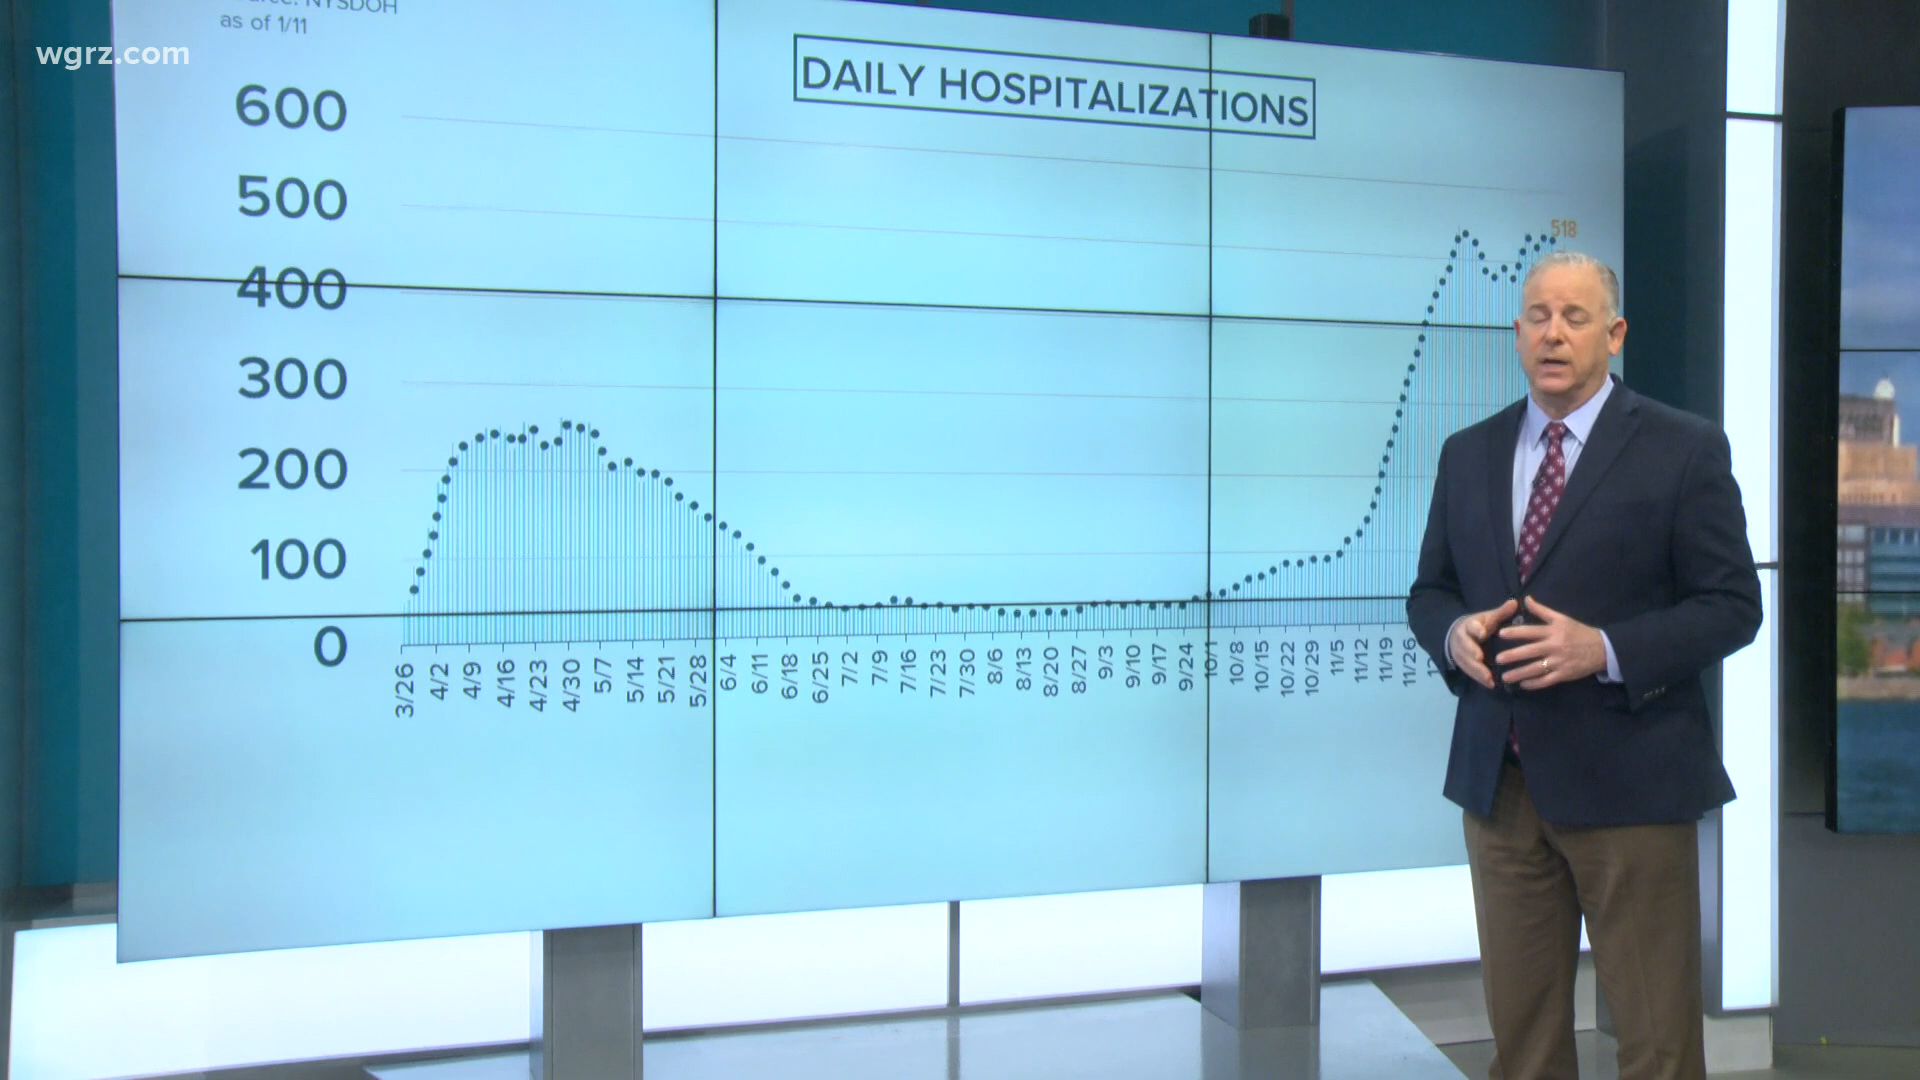 NYSDOH
as of 1/11
wgrz.com
DAILY HOSPITALIZATIONS
600
500
400
300
200
100
0
518
3/26 4/2 4/9 4/16 4/23 4/30 5/7 5/14 5/21 5/28 6/4 6/11 6/18 6/25 7/2 7/9 7/16 7/23 7/30 8/6 8/13 8/20 8/27 9/3 9/10 9/17 9/24 10/1 10/8 10/15 10/22 10/29 11/5 11/12 11/19 11/26